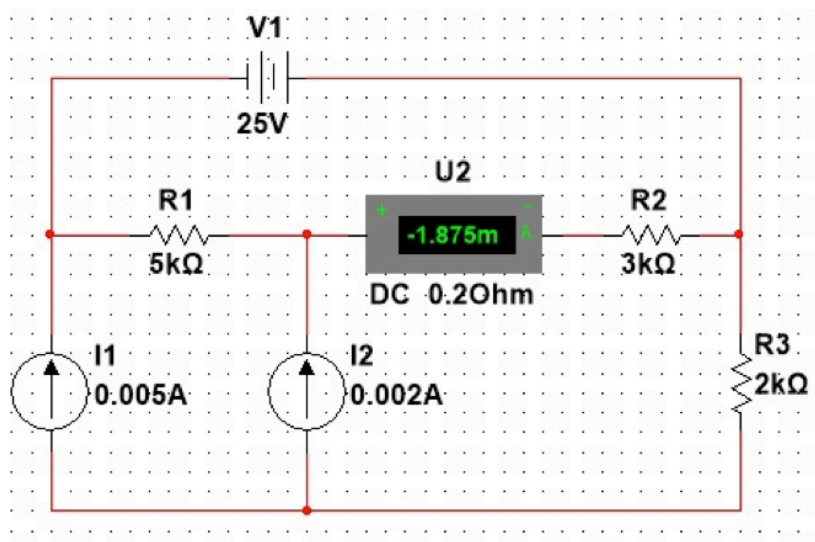 V1
25V
U2
R1
R2
+ -
-1.875m A
5kΩ
3kΩ
DC 0.2Ohm
I1
0.005A
I2
0.002A
R3
2kΩ